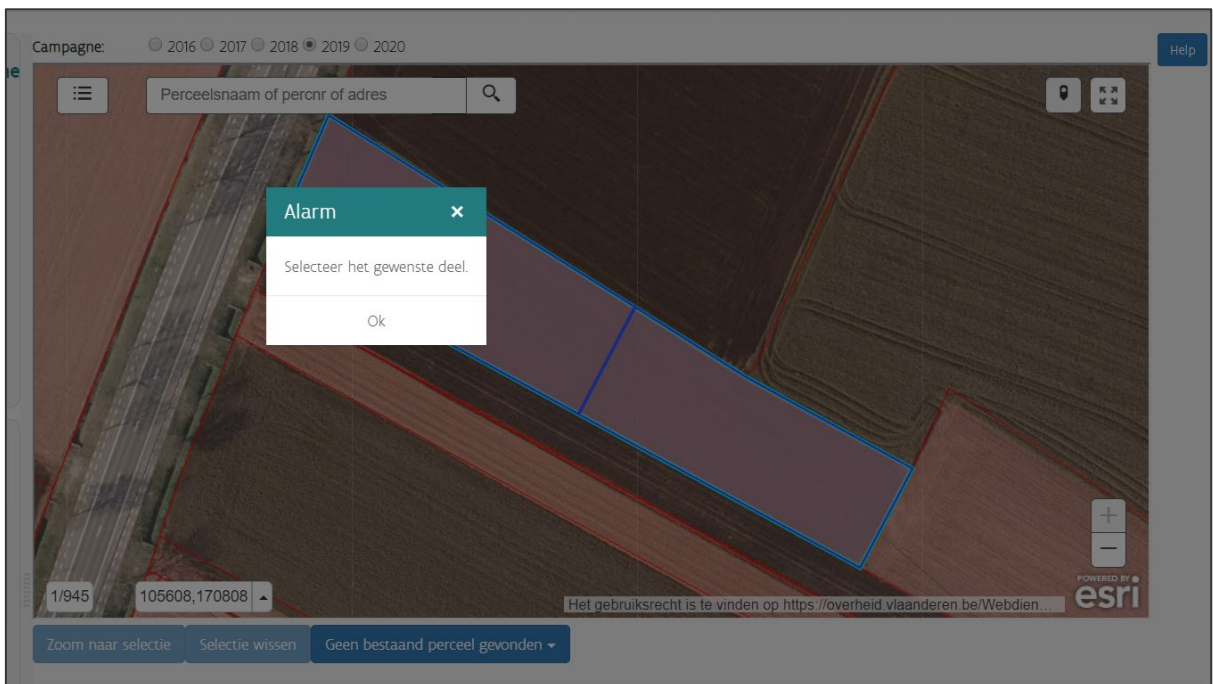 Campagne: 2016 2017 2018 2019 2020
Help
ne
Perceelsnaam of percnr of adres
Alarm ×
Selecteer het gewenste deel.
Ok
+
−
POWERED BY
esri
1/945
105608,170808
Het gebruiksrecht is te vinden op https://overheid.vlaanderen.be/Webdien...
Zoom naar selectie
Selectie wissen
Geen bestaand perceel gevonden